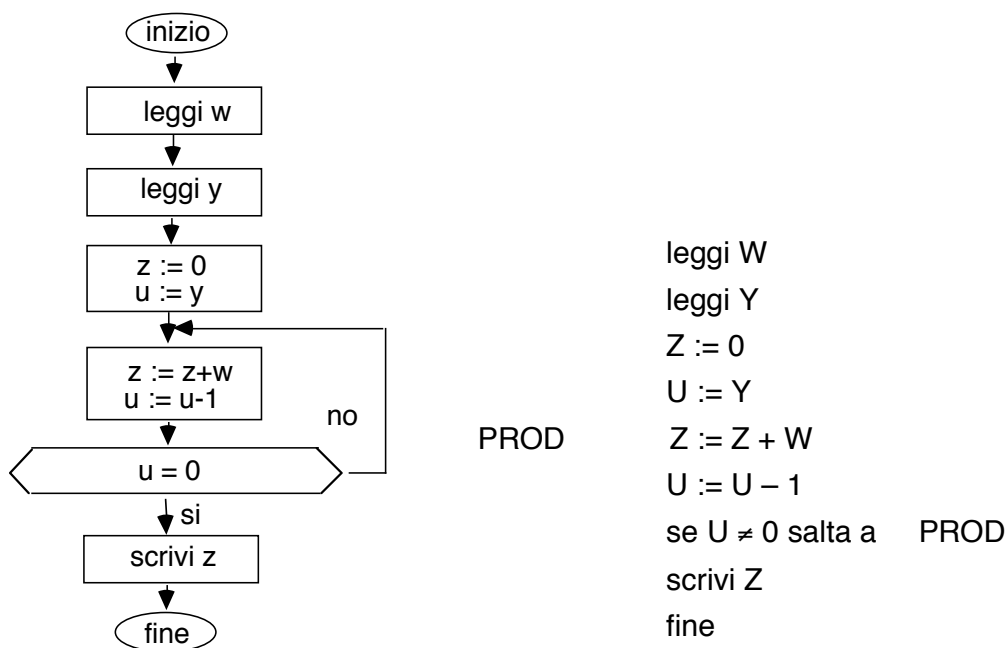 inizio
leggi w
leggi y
z := 0
u := y
z := z+w
u := u-1
no
u = 0
si
scrivi z
fine
leggi W
leggi Y
Z := 0
U := Y
PROD Z := Z + W
U := U – 1
se U ≠ 0 salta a PROD
scrivi Z
fine